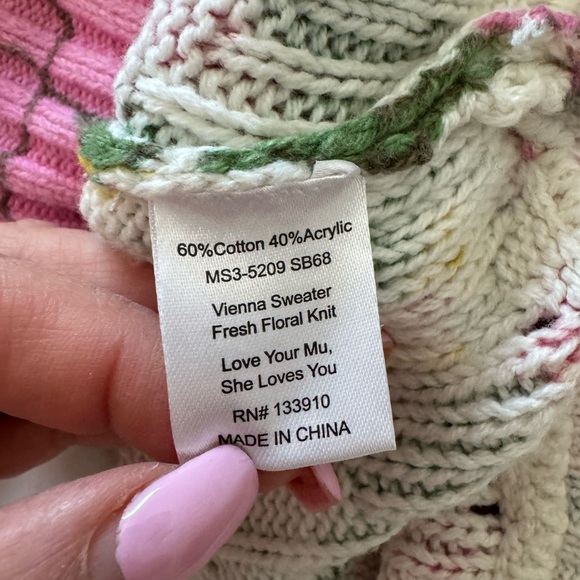 60%Cotton 40%Acrylic
MS3-5209 SB68
Vienna Sweater
Fresh Floral Knit
Love Your Mu,
She Loves You
RN# 133910
MADE IN CHINA